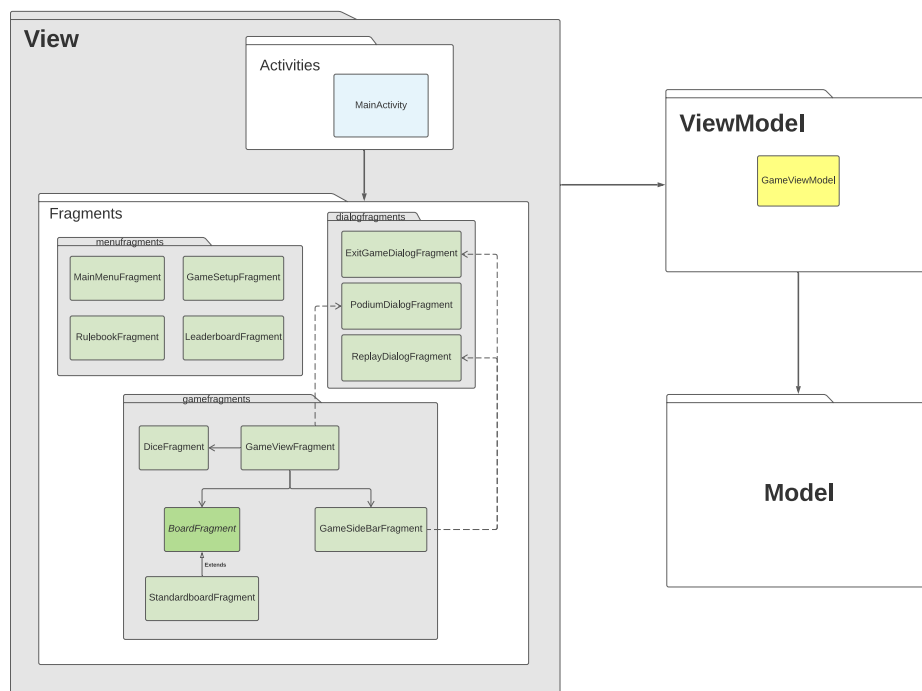 View
Activities
MainActivity
ViewModel
GameViewModel
Fragments
menufragments
MainMenuFragment
GameSetupFragment
RulebookFragment
LeaderboardFragment
dialogfragments
ExitGameDialogFragment
PodiumDialogFragment
ReplayDialogFragment
gamefragments
DiceFragment
GameViewFragment
BoardFragment
GameSideBarFragment
Extends
StandardboardFragment
Model